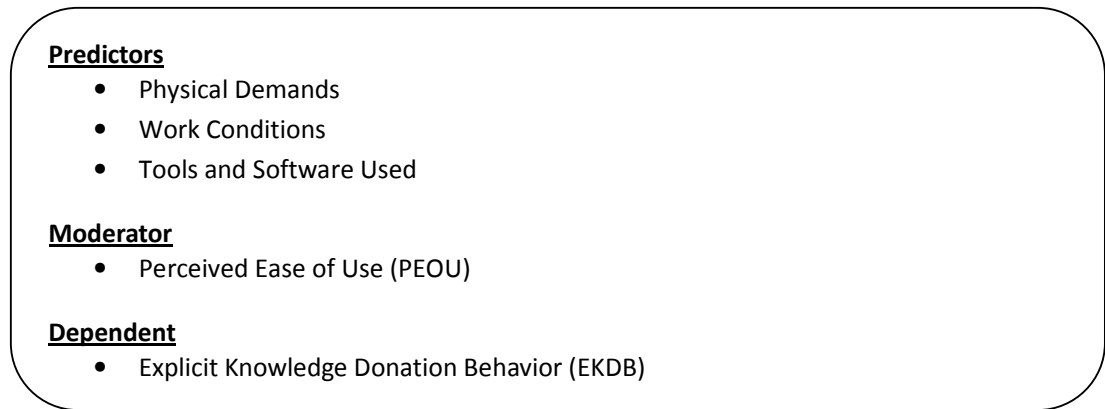 Predictors
• Physical Demands
• Work Conditions
• Tools and Software Used
Moderator
• Perceived Ease of Use (PEOU)
Dependent
• Explicit Knowledge Donation Behavior (EKDB)